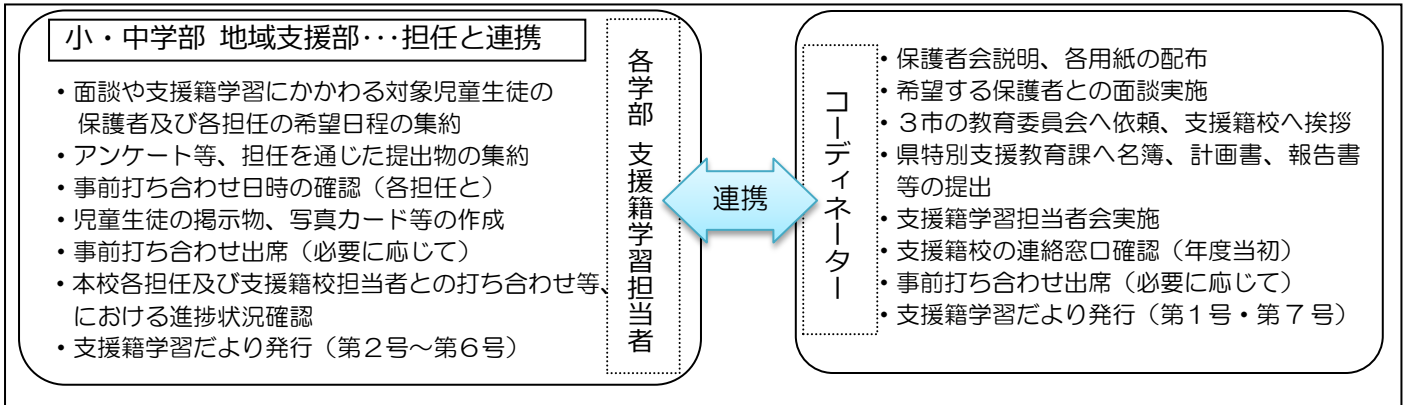 小・中学部 地域支援部･･･担任と連携
・面談や支援籍学習にかかわる対象児童生徒の
保護者及び各担任の希望日程の集約
・アンケート等、担任を通じた提出物の集約
・事前打ち合わせ日時の確認（各担任と）
・児童生徒の掲示物、写真カード等の作成
・事前打ち合わせ出席（必要に応じて）
・本校各担任及び支援籍校担当者との打ち合わせ等、
における進捗状況確認
・支援籍学習だより発行（第２号～第６号）
各学部 支援籍学習担当者
連携
コーディネーター
・保護者会説明、各用紙の配布
・希望する保護者との面談実施
・３市の教育委員会へ依頼、支援籍校へ挨拶
・県特別支援教育課へ名簿、計画書、報告書
等の提出
・支援籍学習担当者会実施
・支援籍校の連絡窓口確認（年度当初）
・事前打ち合わせ出席（必要に応じて）
・支援籍学習だより発行（第１号・第７号）